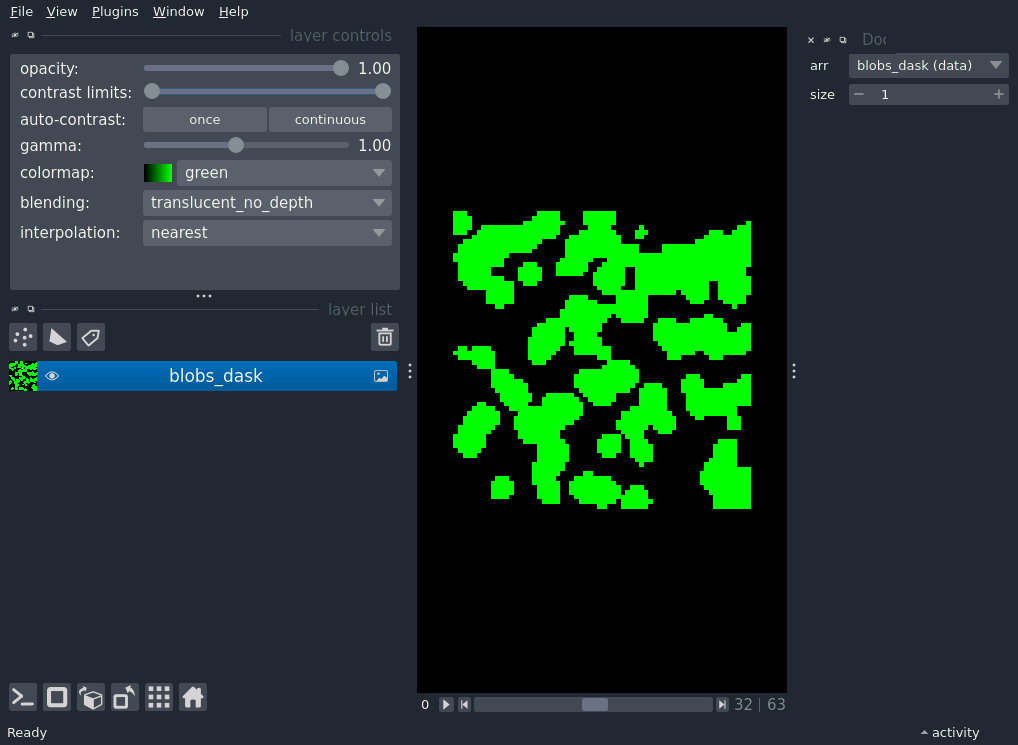 File View Plugins Window Help
layer controls
opacity: 1.00
contrast limits:
auto-contrast: once continuous
gamma: 1.00
colormap: green
blending: translucent_no_depth
interpolation: nearest
layer list
blobs_dask
arr blobs_dask (data)
size 1
0 32 63
Ready
activity